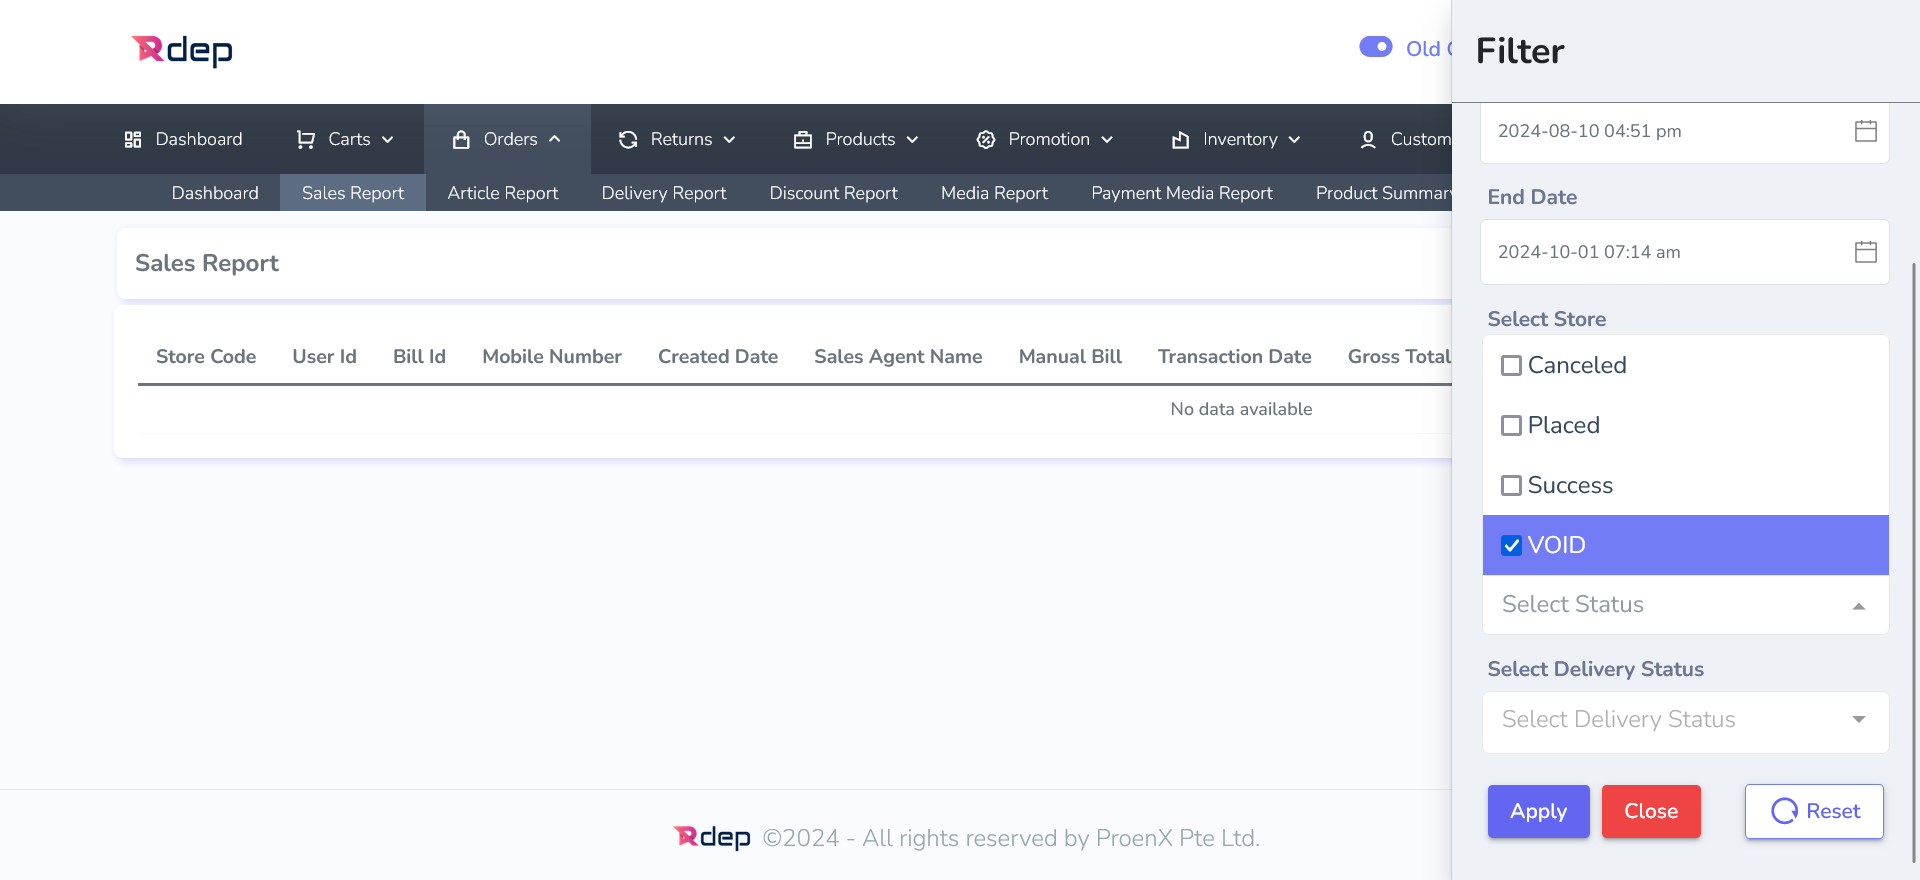 Rdep
Old
Filter
Dashboard Carts Orders Returns Products Promotion Inventory Custom
Dashboard Sales Report Article Report Delivery Report Discount Report Media Report Payment Media Report Product Summary
2024-08-10 04:51 pm
End Date
2024-10-01 07:14 am
Sales Report
Select Store
Store Code User Id Bill Id Mobile Number Created Date Sales Agent Name Manual Bill Transaction Date Gross Total
No data available
Canceled
Placed
Success
VOID
Select Status
Select Delivery Status
Select Delivery Status
Apply Close Reset
Rdep ©2024 - All rights reserved by ProenX Pte Ltd.